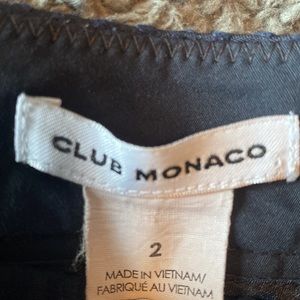 CLUB MONACO
2
MADE IN VIETNAM/
FABRIQUÉ AU VIETNAM